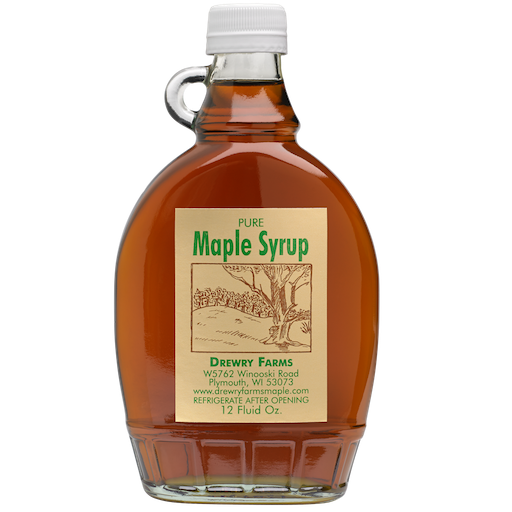 PURE
Maple Syrup
DREWRY FARMS
W5762 Winooski Road
Plymouth, WI 53073
www.drewryfarmsmaple.com
REFRIGERATE AFTER OPENING
12 Fluid Oz.